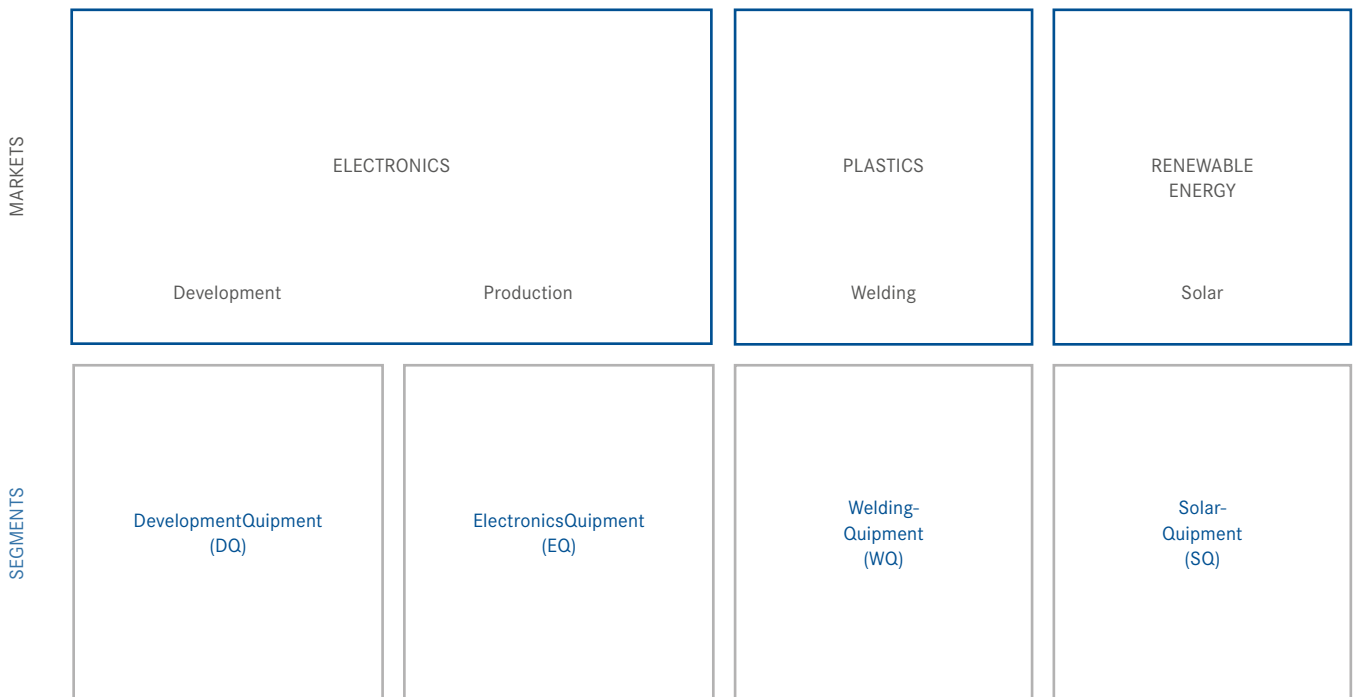 MARKETS
ELECTRONICS
Development
Production
PLASTICS
Welding
RENEWABLE
ENERGY
Solar
SEGMENTS
DevelopmentQuipment
(DQ)
ElectronicsQuipment
(EQ)
Welding-
Quipment
(WQ)
Solar-
Quipment
(SQ)